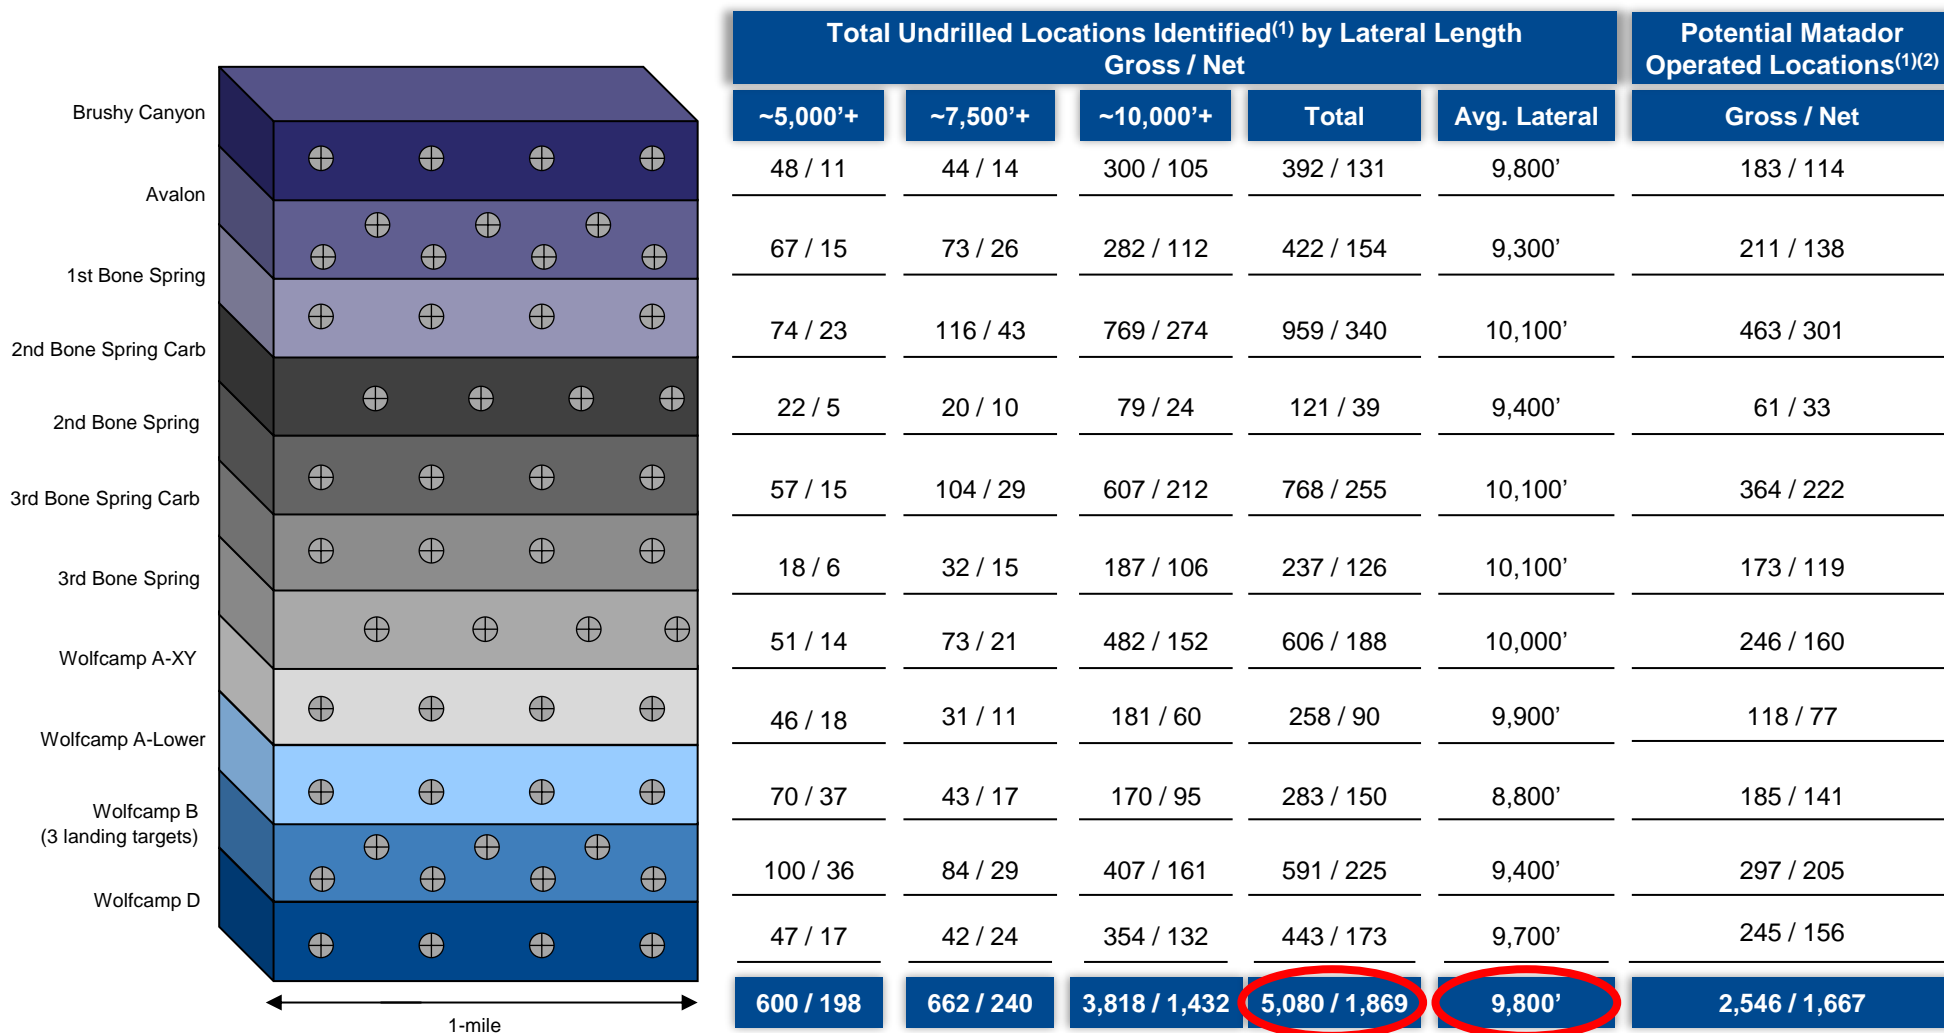 Total Undrilled Locations Identified(1) by Lateral Length
Gross / Net
Potential Matador
Operated Locations(1)(2)
~5,000’+ ~7,500’+ ~10,000’+ Total Avg. Lateral Gross / Net
Brushy Canyon 48 / 11 44 / 14 300 / 105 392 / 131 9,800’ 183 / 114
Avalon 67 / 15 73 / 26 282 / 112 422 / 154 9,300’ 211 / 138
1st Bone Spring 74 / 23 116 / 43 769 / 274 959 / 340 10,100’ 463 / 301
2nd Bone Spring Carb 22 / 5 20 / 10 79 / 24 121 / 39 9,400’ 61 / 33
2nd Bone Spring 57 / 15 104 / 29 607 / 212 768 / 255 10,100’ 364 / 222
3rd Bone Spring Carb 18 / 6 32 / 15 187 / 106 237 / 126 10,100’ 173 / 119
3rd Bone Spring 51 / 14 73 / 21 482 / 152 606 / 188 10,000’ 246 / 160
Wolfcamp A-XY 46 / 18 31 / 11 181 / 60 258 / 90 9,900’ 118 / 77
Wolfcamp A-Lower 70 / 37 43 / 17 170 / 95 283 / 150 8,800’ 185 / 141
Wolfcamp B
(3 landing targets) 100 / 36 84 / 29 407 / 161 591 / 225 9,400’ 297 / 205
Wolfcamp D 47 / 17 42 / 24 354 / 132 443 / 173 9,700’ 245 / 156
600 / 198 662 / 240 3,818 / 1,432 5,080 / 1,869 9,800’ 2,546 / 1,667
1-mile